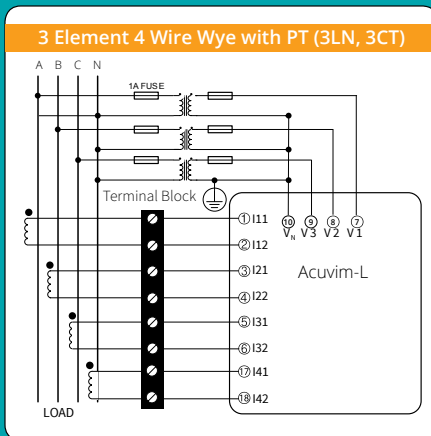 3 Element 4 Wire Wye with PT (3LN, 3CT)
A B C N
1A FUSE
Terminal Block
10 9 8 7
VN V3 V2 V1
1 I11
2 I12
3 I21
Acuvim-L
4 I22
5 I31
6 I32
17 I41
18 I42
LOAD